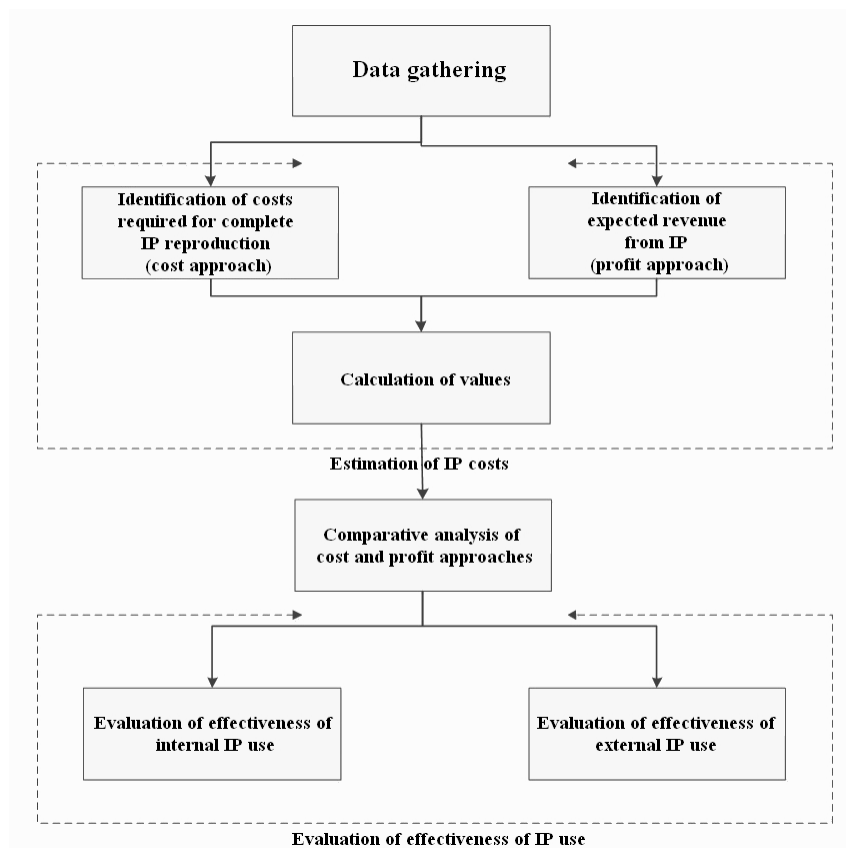 Data gathering
Identification of costs
required for complete
IP reproduction
(cost approach)
Identification of
expected revenue
from IP
(profit approach)
Calculation of values
Estimation of IP costs
Comparative analysis of
cost and profit approaches
Evaluation of effectiveness of
internal IP use
Evaluation of effectiveness of
external IP use
Evaluation of effectiveness of IP use